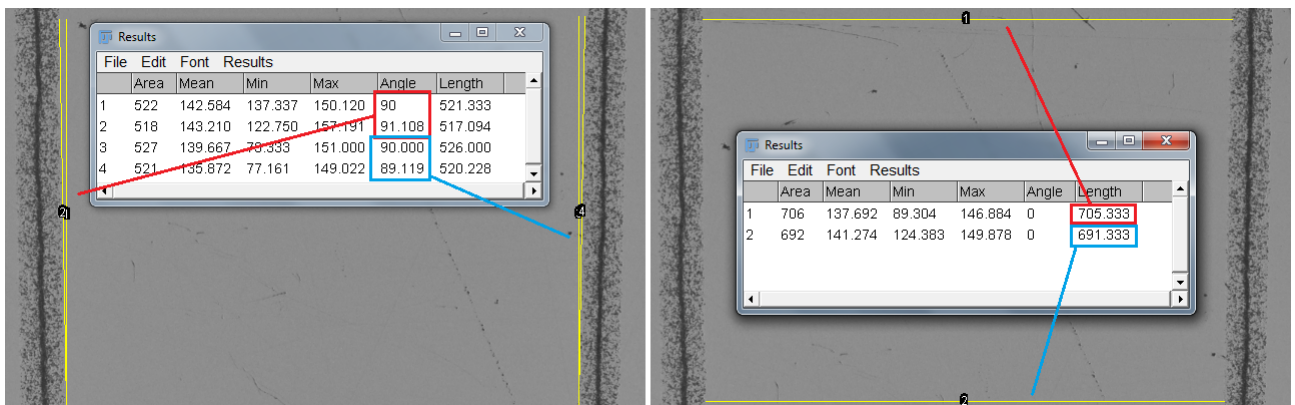 Results
File Edit Font Results
Area Mean Min Max Angle Length
1 522 142.584 137.337 150.120 90 521.333
2 518 143.210 122.750 157.191 91.108 517.094
3 527 139.667 73.333 151.000 90.000 526.000
4 521 135.872 77.161 149.022 89.119 520.228
2
4
1
Results
File Edit Font Results
Area Mean Min Max Angle Length
1 706 137.692 89.304 146.884 0 705.333
2 692 141.274 124.383 149.878 0 691.333
2